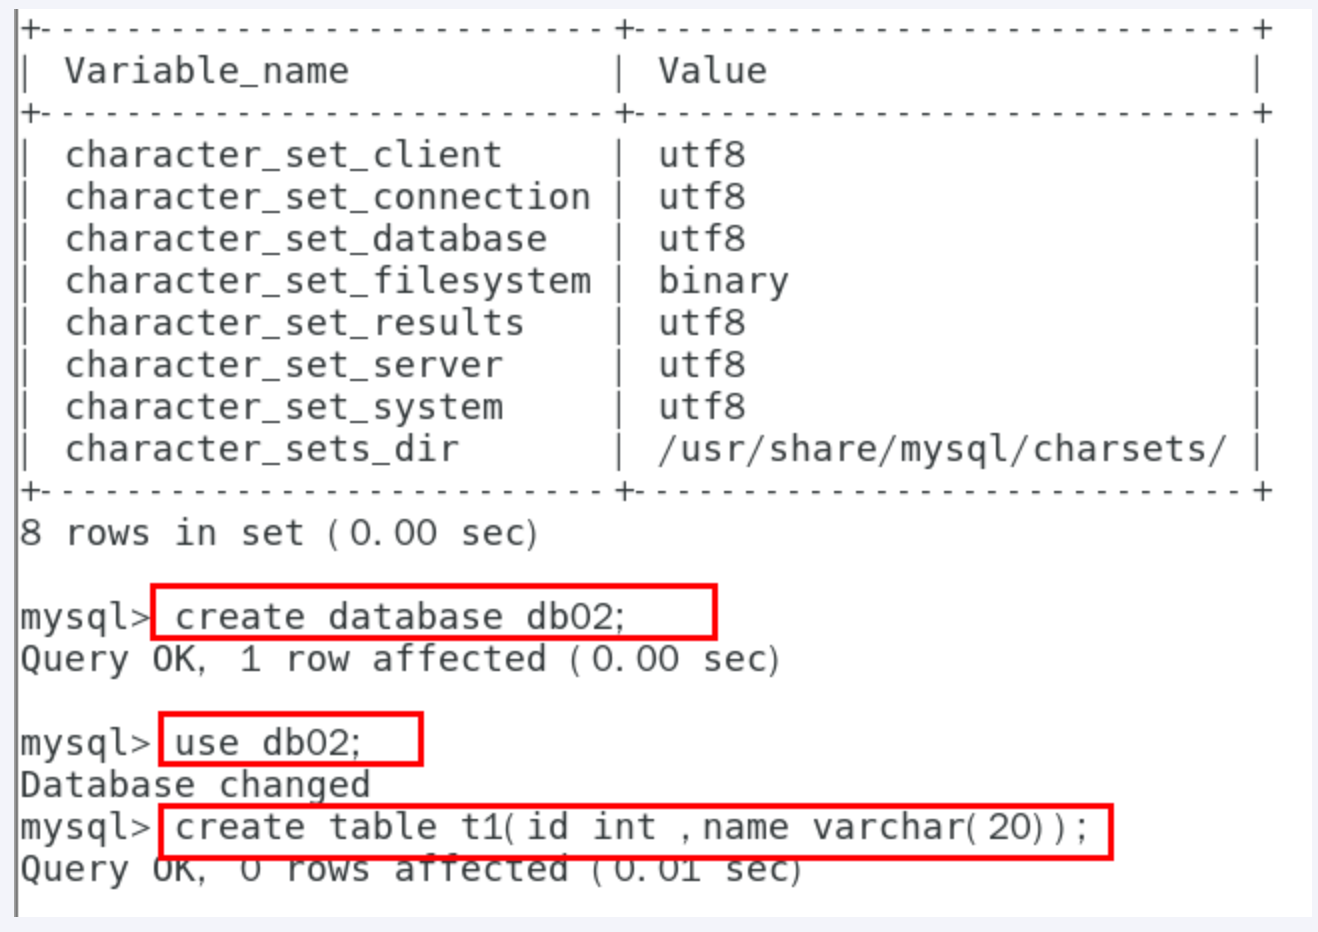 +--------------------------+----------------------------+
| Variable_name            | Value                      |
+--------------------------+----------------------------+
| character_set_client     | utf8                       |
| character_set_connection | utf8                       |
| character_set_database   | utf8                       |
| character_set_filesystem | binary                     |
| character_set_results    | utf8                       |
| character_set_server     | utf8                       |
| character_set_system     | utf8                       |
| character_sets_dir       | /usr/share/mysql/charsets/ |
+--------------------------+----------------------------+
8 rows in set (0.00 sec)
mysql> create database db02;
Query OK, 1 row affected (0.00 sec)
mysql> use db02;
Database changed
mysql> create table t1(id int ,name varchar(20));
Query OK, 0 rows affected (0.01 sec)